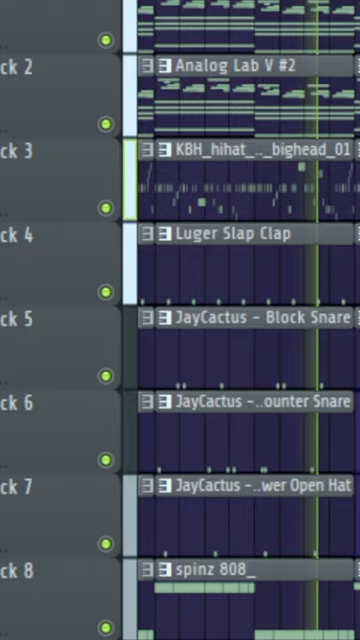 ck 2
Analog Lab V #2
ck 3
KBH_hihat_..._bighead_01
ck 4
Luger Slap Clap
ck 5
JayCactus - Block Snare
ck 6
JayCactus -..ounter Snare
ck 7
JayCactus -..wer Open Hat
ck 8
spinz 808_